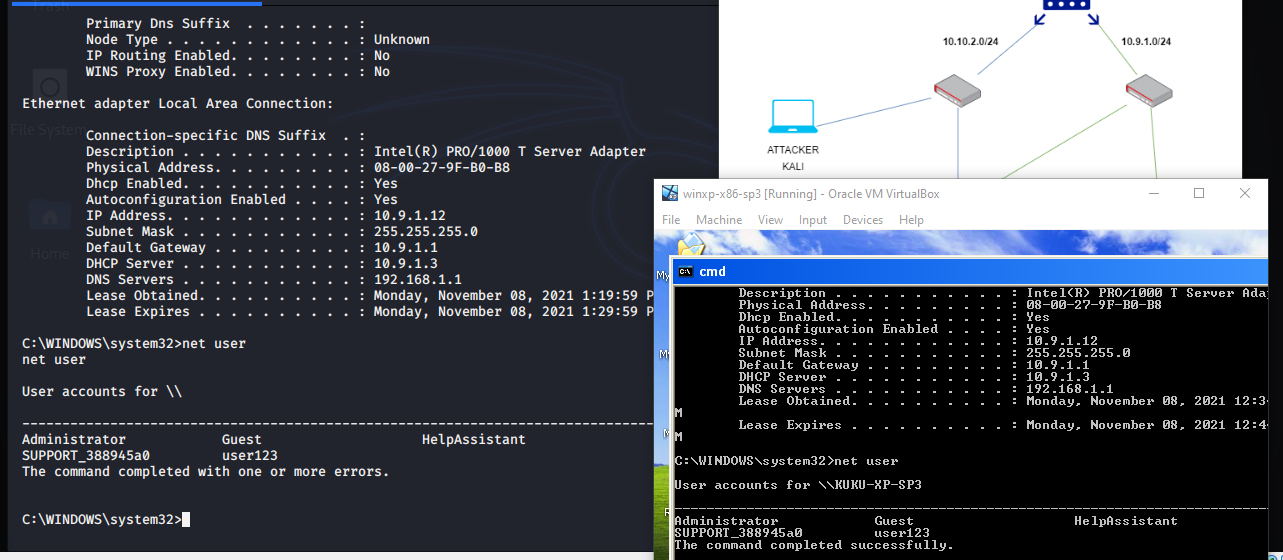 Trash
Primary Dns Suffix . . . . . . . :
Node Type . . . . . . . . . . . . : Unknown
IP Routing Enabled. . . . . . . . : No
WINS Proxy Enabled. . . . . . . . : No
Ethernet adapter Local Area Connection:
File System
Connection-specific DNS Suffix . :
Description . . . . . . . . . . . : Intel(R) PRO/1000 T Server Adapter
Physical Address. . . . . . . . . : 08-00-27-9F-B0-B8
Dhcp Enabled. . . . . . . . . . . : Yes
Autoconfiguration Enabled . . . . : Yes
IP Address. . . . . . . . . . . . : 10.9.1.12
Subnet Mask . . . . . . . . . . . : 255.255.255.0
Home
Default Gateway . . . . . . . . . : 10.9.1.1
DHCP Server . . . . . . . . . . . : 10.9.1.3
DNS Servers . . . . . . . . . . . : 192.168.1.1
Lease Obtained. . . . . . . . . . : Monday, November 08, 2021 1:19:59 P
Lease Expires . . . . . . . . . . : Monday, November 08, 2021 1:29:59 P
C:\WINDOWS\system32>net user
net user
User accounts for \\
-------------------------------------------------------------------------------
Administrator Guest HelpAssistant
SUPPORT_388945a0 user123
The command completed with one or more errors.
C:\WINDOWS\system32>
10.10.2.0/24
10.9.1.0/24
ATTACKER
KALI
winxp-x86-sp3 [Running] - Oracle VM VirtualBox
File Machine View Input Devices Help
My
cmd
Description . . . . . . . . . . . : Intel(R) PRO/1000 T Server Ada
Physical Address. . . . . . . . . : 08-00-27-9F-B0-B8
Dhcp Enabled. . . . . . . . . . . : Yes
Autoconfiguration Enabled . . . . : Yes
IP Address. . . . . . . . . . . . : 10.9.1.12
Subnet Mask . . . . . . . . . . . : 255.255.255.0
Default Gateway . . . . . . . . . : 10.9.1.1
DHCP Server . . . . . . . . . . . : 10.9.1.3
DNS Servers . . . . . . . . . . . : 192.168.1.1
Lease Obtained. . . . . . . . . . : Monday, November 08, 2021 12:3
M
Lease Expires . . . . . . . . . . : Monday, November 08, 2021 12:4
M
C:\WINDOWS\system32>net user
User accounts for \\KUKU-XP-SP3
-------------------------------------------------------------------------------
Administrator Guest HelpAssistant
SUPPORT_388945a0 user123
The command completed successfully.